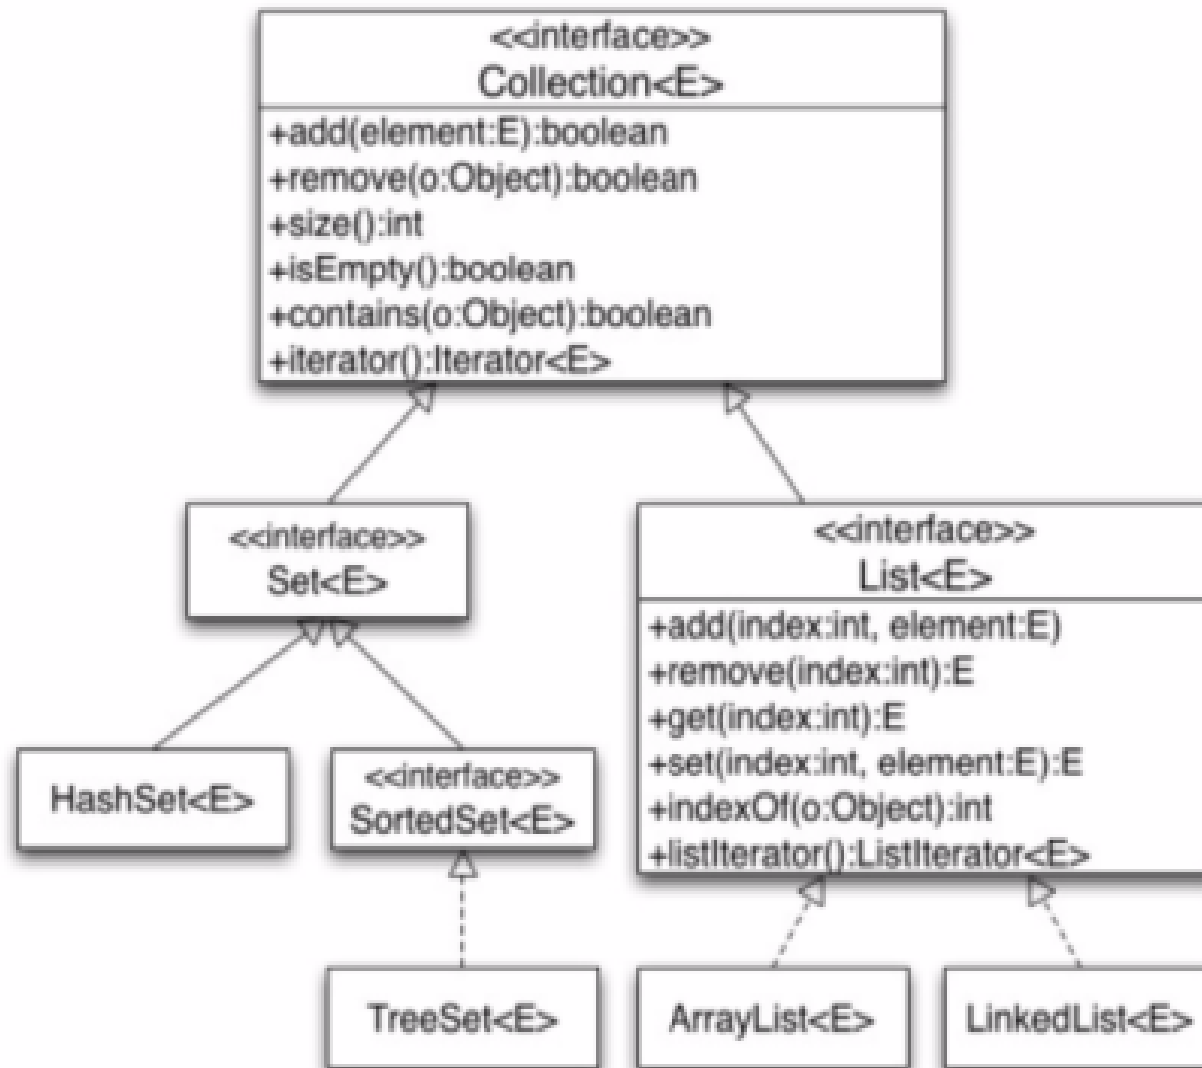 <<interface>>
Collection<E>
+add(element:E):boolean
+remove(o:Object):boolean
+size():int
+isEmpty():boolean
+contains(o:Object):boolean
+iterator():Iterator<E>
<<interface>>
Set<E>
<<interface>>
List<E>
+add(index:int, element:E)
+remove(index:int):E
+get(index:int):E
+set(index:int, element:E):E
+indexOf(o:Object):int
+listIterator():ListIterator<E>
HashSet<E>
<<interface>>
SortedSet<E>
TreeSet<E>
ArrayList<E>
LinkedList<E>